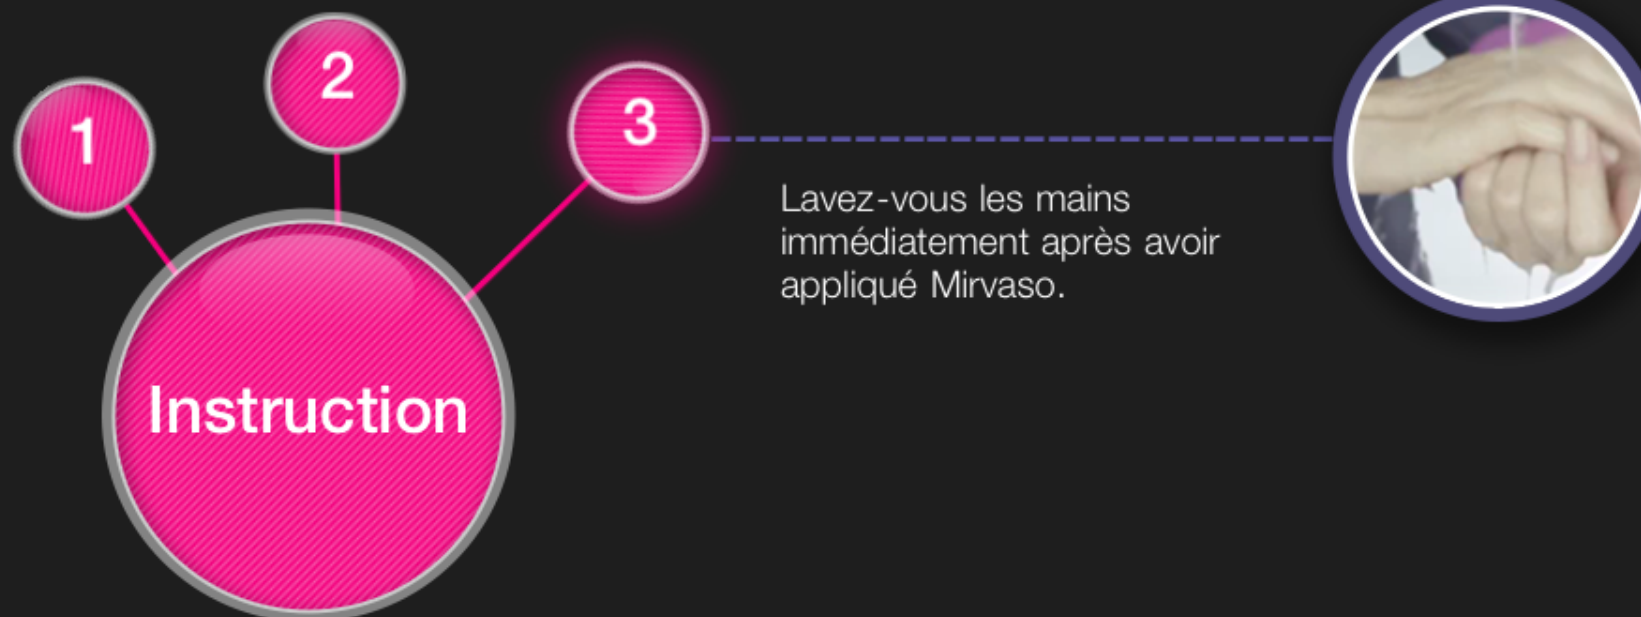 1
2
3
Lavez-vous les mains
immédiatement après avoir
appliqué Mirvaso.
Instruction